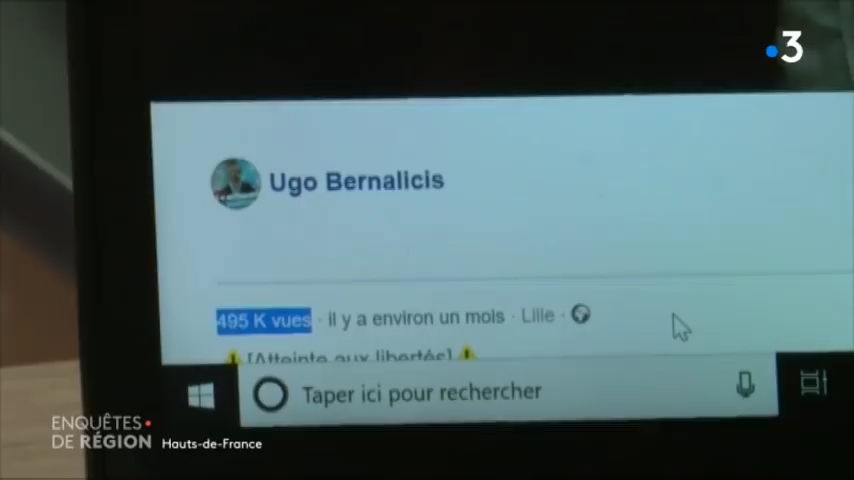 3
Ugo Bernalicis
495 K vues · il y a environ un mois · Lille ·
[Atteinte aux libertés]
Taper ici pour rechercher
ENQUÊTES
DE RÉGION Hauts-de-France